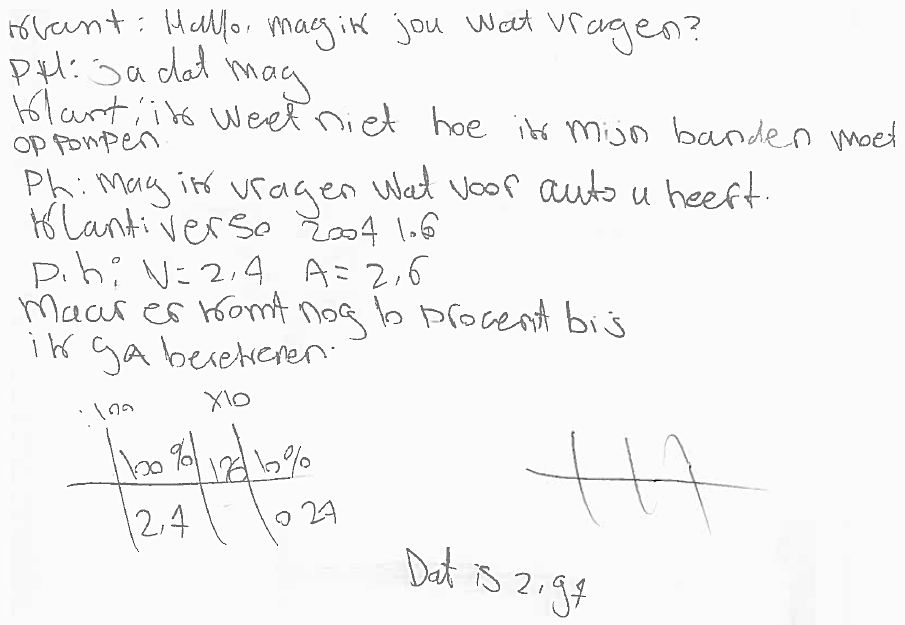 Klant: Hallo, mag ik jou wat vragen?
P.H: Ja dat mag
Klant: ik weet niet hoe ik mijn banden moet
oppompen
Ph: Mag ik vragen wat voor auto u heeft.
Klant: verso 2004 1.6
P.h: V=2,4 A=2,6
Maar er komt nog 10 procent bij
ik ga berekenen.
:100 x10
100% 1% 10%
2,4 0 24
Dat is